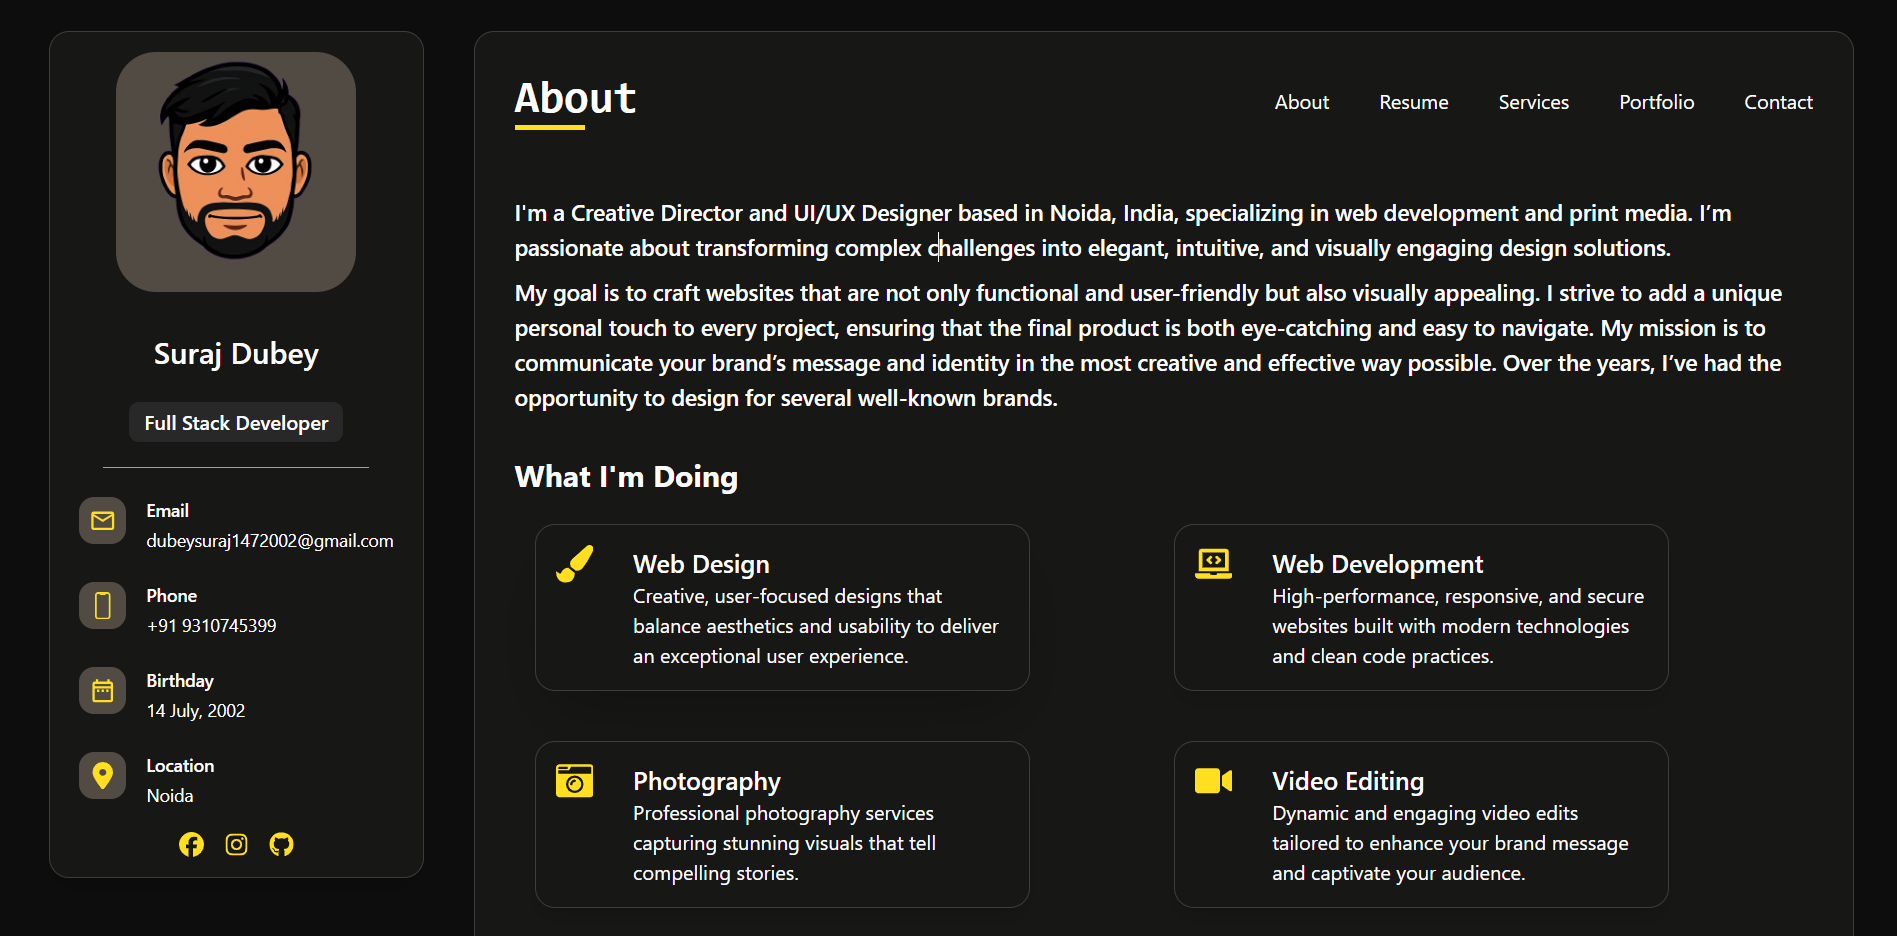 Suraj Dubey
Full Stack Developer
Email
dubeysuraj1472002@gmail.com
Phone
+91 9310745399
Birthday
14 July, 2002
Location
Noida
About
About Resume Services Portfolio Contact
I'm a Creative Director and UI/UX Designer based in Noida, India, specializing in web development and print media. I’m
passionate about transforming complex challenges into elegant, intuitive, and visually engaging design solutions.
My goal is to craft websites that are not only functional and user-friendly but also visually appealing. I strive to add a unique
personal touch to every project, ensuring that the final product is both eye-catching and easy to navigate. My mission is to
communicate your brand’s message and identity in the most creative and effective way possible. Over the years, I’ve had the
opportunity to design for several well-known brands.
What I'm Doing
Web Design
Creative, user-focused designs that
balance aesthetics and usability to deliver
an exceptional user experience.
Web Development
High-performance, responsive, and secure
websites built with modern technologies
and clean code practices.
Photography
Professional photography services
capturing stunning visuals that tell
compelling stories.
Video Editing
Dynamic and engaging video edits
tailored to enhance your brand message
and captivate your audience.